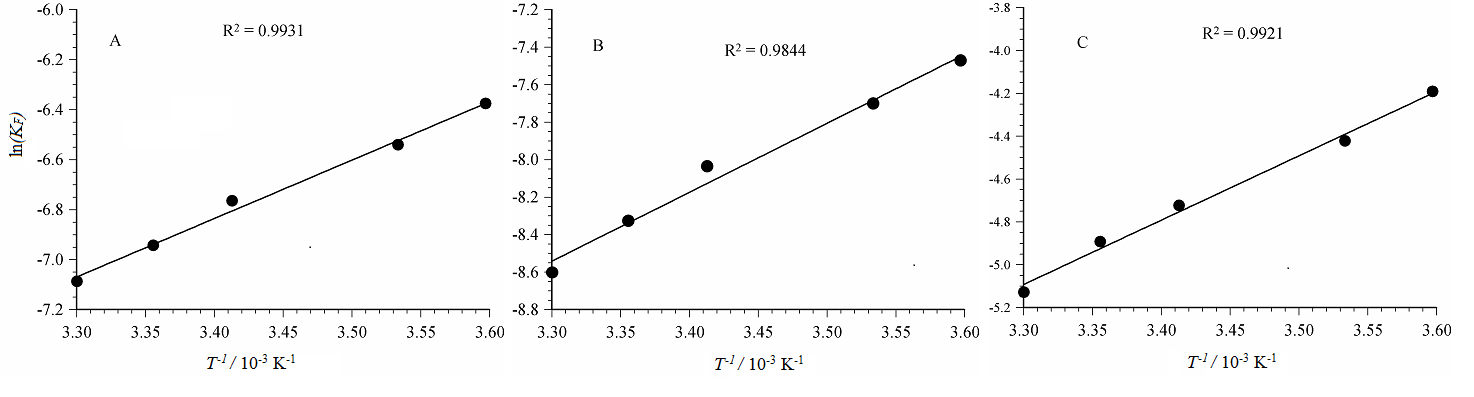 A
R² = 0.9931
ln(K_F)
-6.0
-6.2
-6.4
-6.6
-6.8
-7.0
-7.2
3.30 3.35 3.40 3.45 3.50 3.55 3.60
T⁻¹ / 10⁻³ K⁻¹
B
R² = 0.9844
-7.2
-7.4
-7.6
-7.8
-8.0
-8.2
-8.4
-8.6
-8.8
3.30 3.35 3.40 3.45 3.50 3.55 3.60
T⁻¹ / 10⁻³ K⁻¹
C
R² = 0.9921
-3.8
-4.0
-4.2
-4.4
-4.6
-4.8
-5.0
-5.2
3.30 3.35 3.40 3.45 3.50 3.55 3.60
T⁻¹ / 10⁻³ K⁻¹